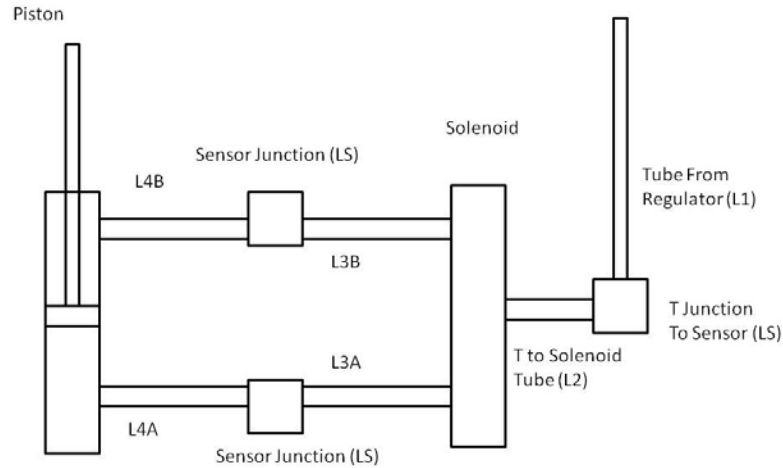 Piston
Solenoid
Sensor Junction (LS)
L4B
Tube From
Regulator (L1)
L3B
T Junction
To Sensor (LS)
L3A
T to Solenoid
Tube (L2)
L4A
Sensor Junction (LS)